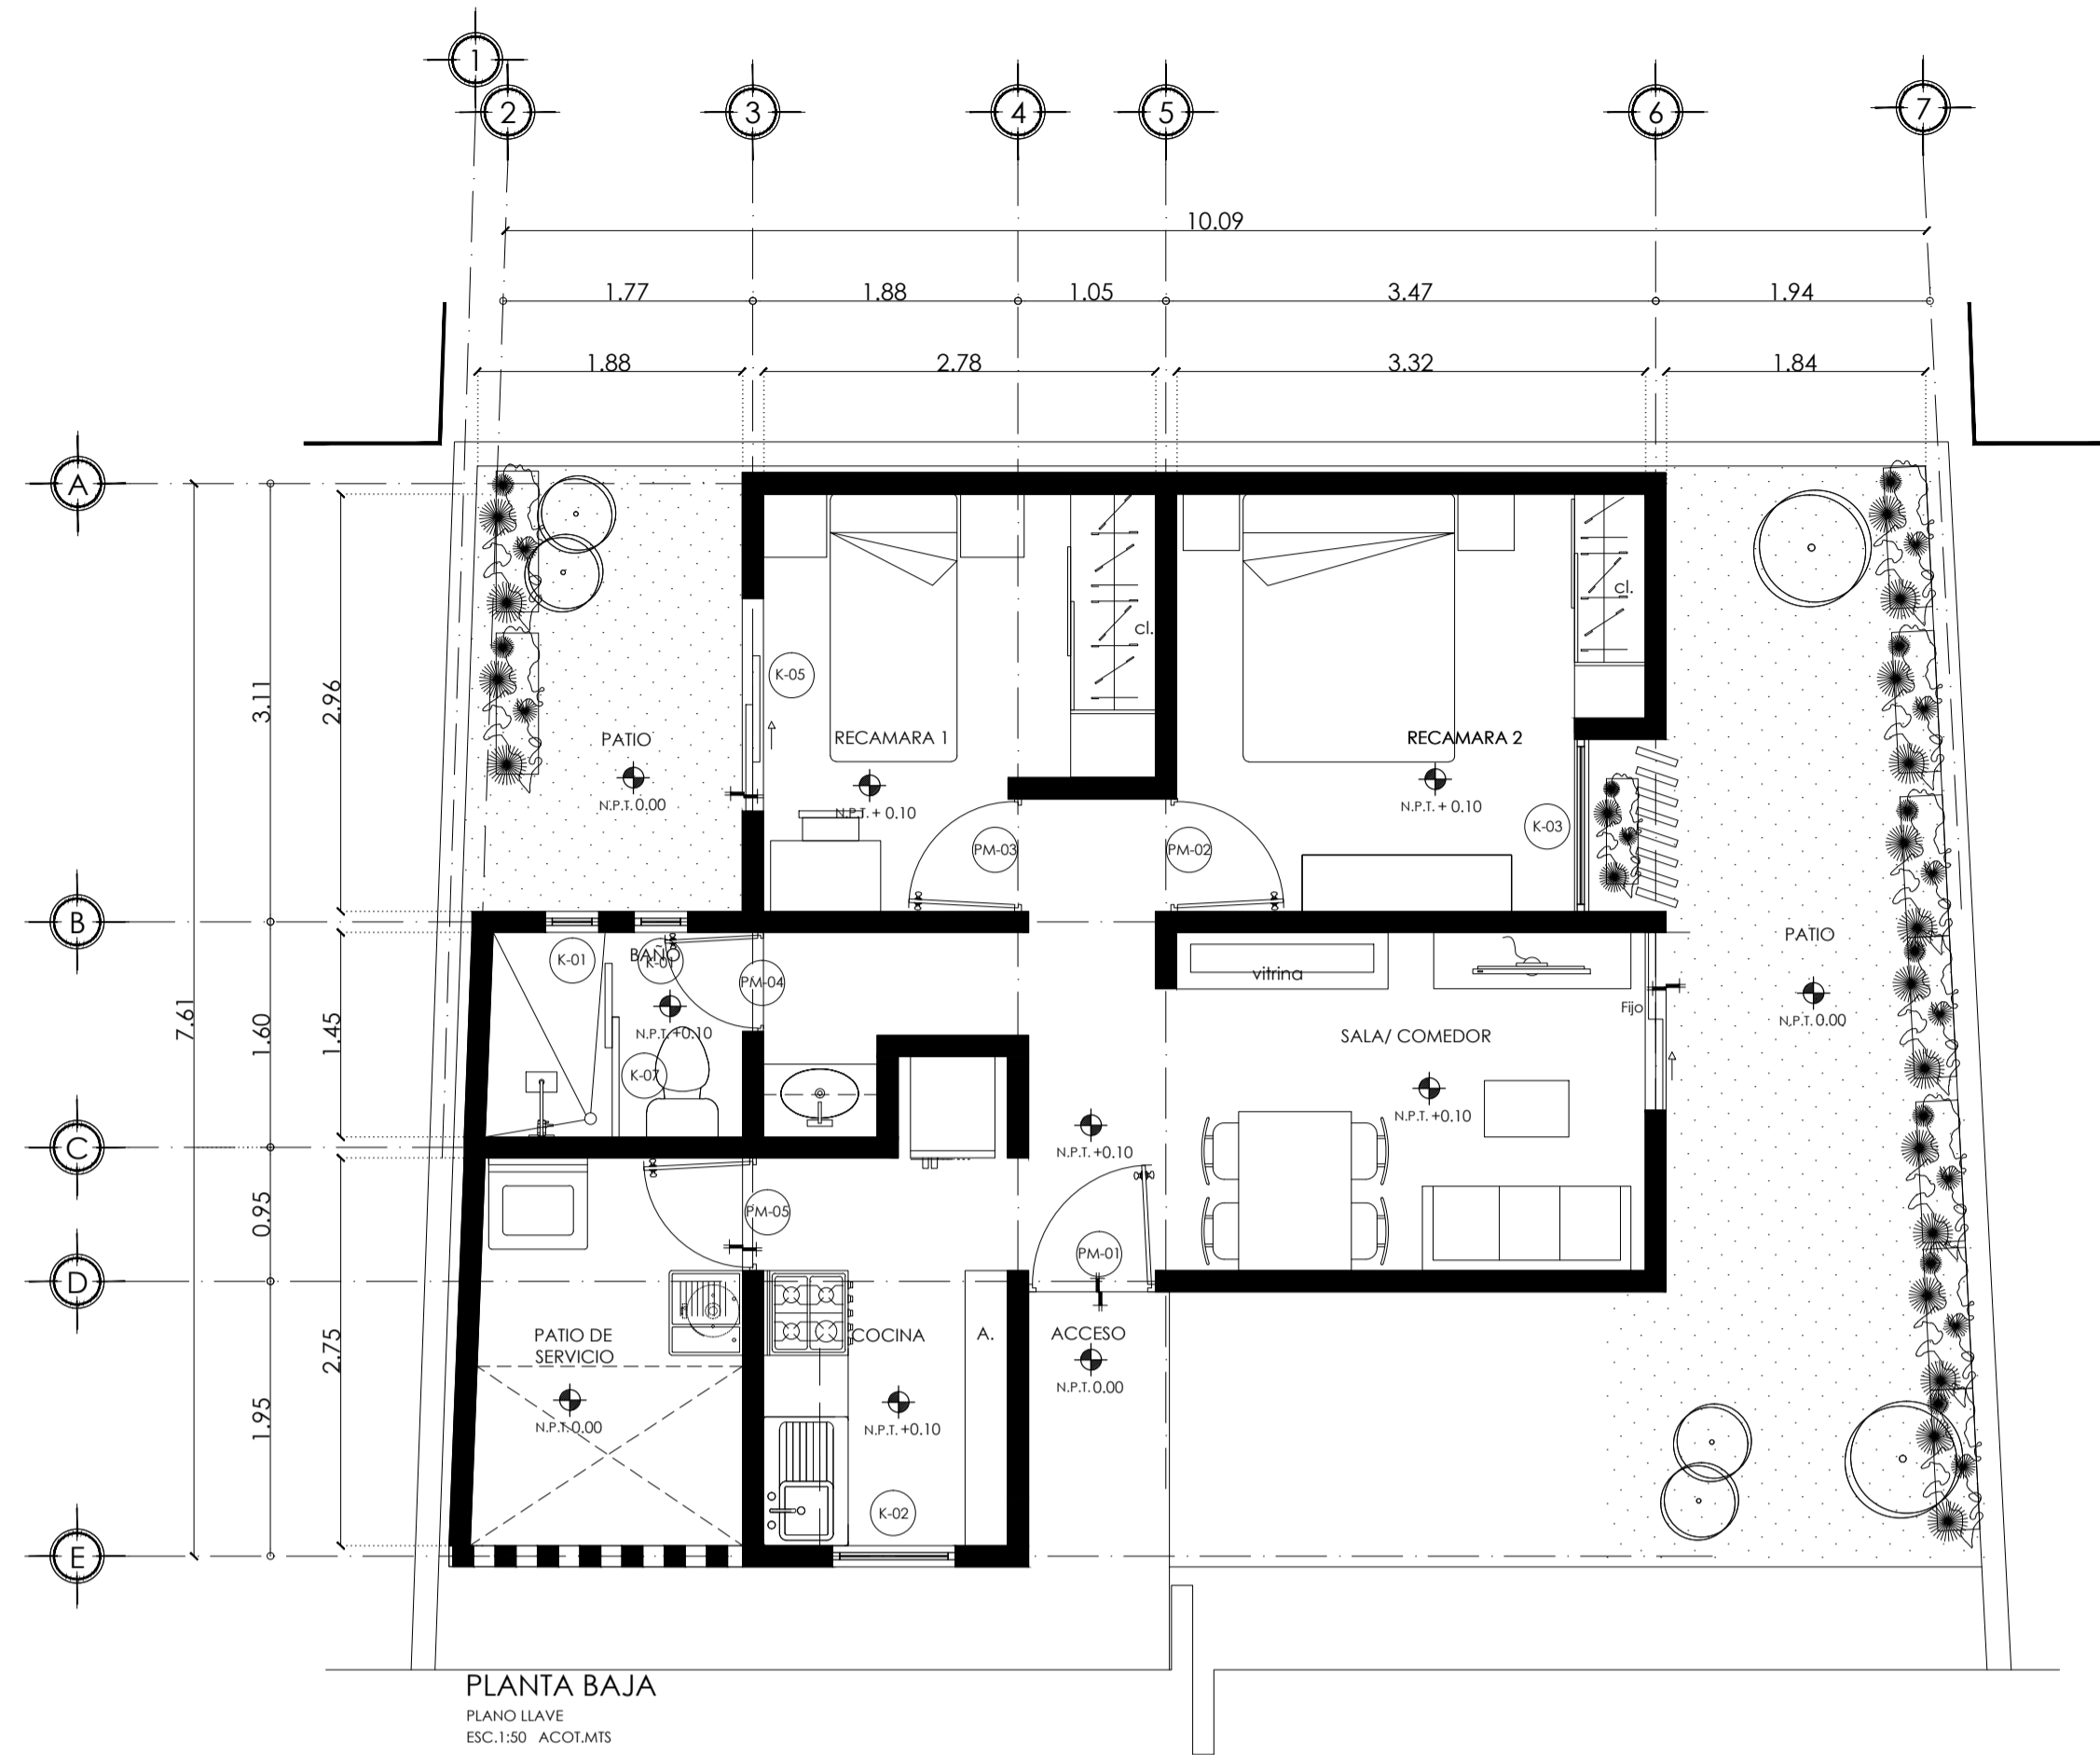 1
2
3
4
5
6
7
10.09
1.77
1.88
1.05
3.47
1.94
1.88
2.78
3.32
1.84
A
B
C
D
E
7.61
3.11
1.60
0.95
1.95
2.96
1.45
2.75
PATIO
N.P.T. 0.00
K-05
RECAMARA 1
N.P.T. + 0.10
cl.
PM-03
PM-02
RECAMARA 2
N.P.T. + 0.10
cl.
K-03
PATIO
N.P.T. 0.00
K-01
BAÑO
K-01
PM-04
N.P.T. +0.10
K-07
vitrina
Fijo
SALA/ COMEDOR
N.P.T. +0.10
N.P.T. +0.10
PM-05
PM-01
PATIO DE
SERVICIO
N.P.T. 0.00
COCINA
A.
N.P.T. +0.10
K-02
ACCESO
N.P.T. 0.00
PLANTA BAJA
PLANO LLAVE
ESC.1:50 ACOT.MTS